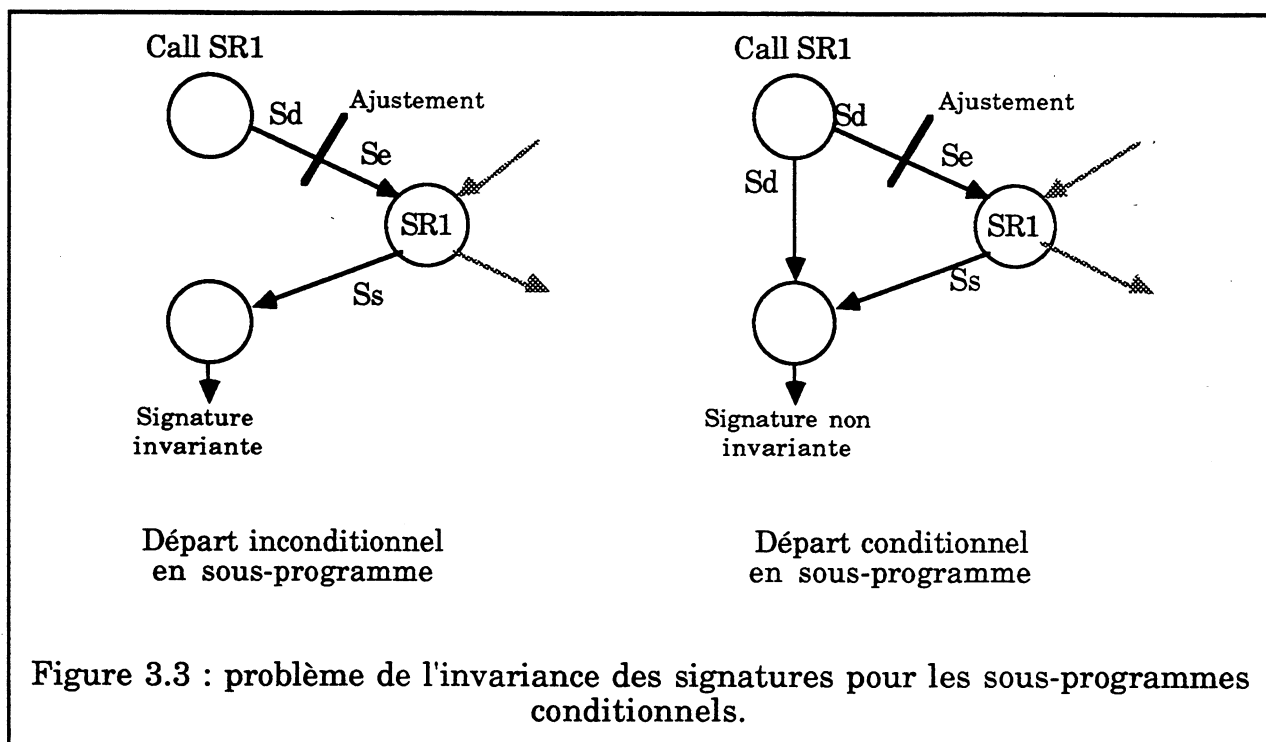 Call SR1
Sd
Ajustement
Se
SR1
Ss
Signature
invariante
Départ inconditionnel
en sous-programme
Call SR1
Sd
Ajustement
Se
Sd
SR1
Ss
Signature non
invariante
Départ conditionnel
en sous-programme
Figure 3.3 : problème de l'invariance des signatures pour les sous-programmes
conditionnels.